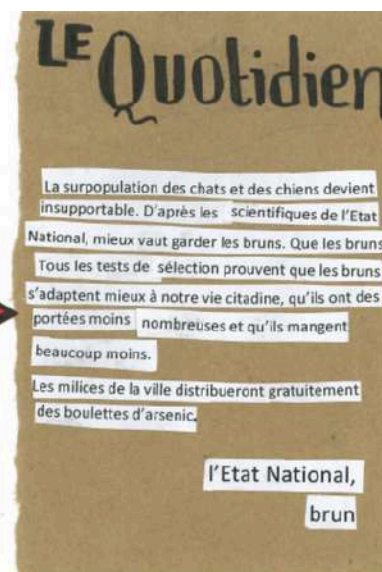 LE Quotidien
La surpopulation des chats et des chiens devient
insupportable. D'après les scientifiques de l'Etat
National, mieux vaut garder les bruns. Que les bruns
Tous les tests de sélection prouvent que les bruns
s'adaptent mieux à notre vie citadine, qu'ils ont des
portées moins nombreuses et qu'ils mangent
beaucoup moins.
Les milices de la ville distribueront gratuitement
des boulettes d'arsenic.
l'Etat National,
brun